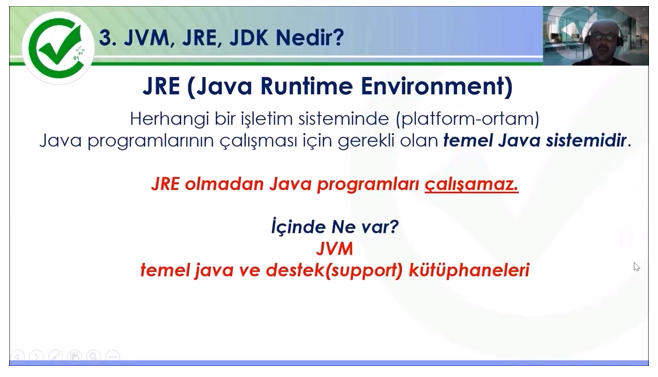 3. JVM, JRE, JDK Nedir?
JRE (Java Runtime Environment)
Herhangi bir işletim sisteminde (platform-ortam)
Java programlarının çalışması için gerekli olan temel Java sistemidir.
JRE olmadan Java programları çalışamaz.
İçinde Ne var?
JVM
temel java ve destek(support) kütüphaneleri